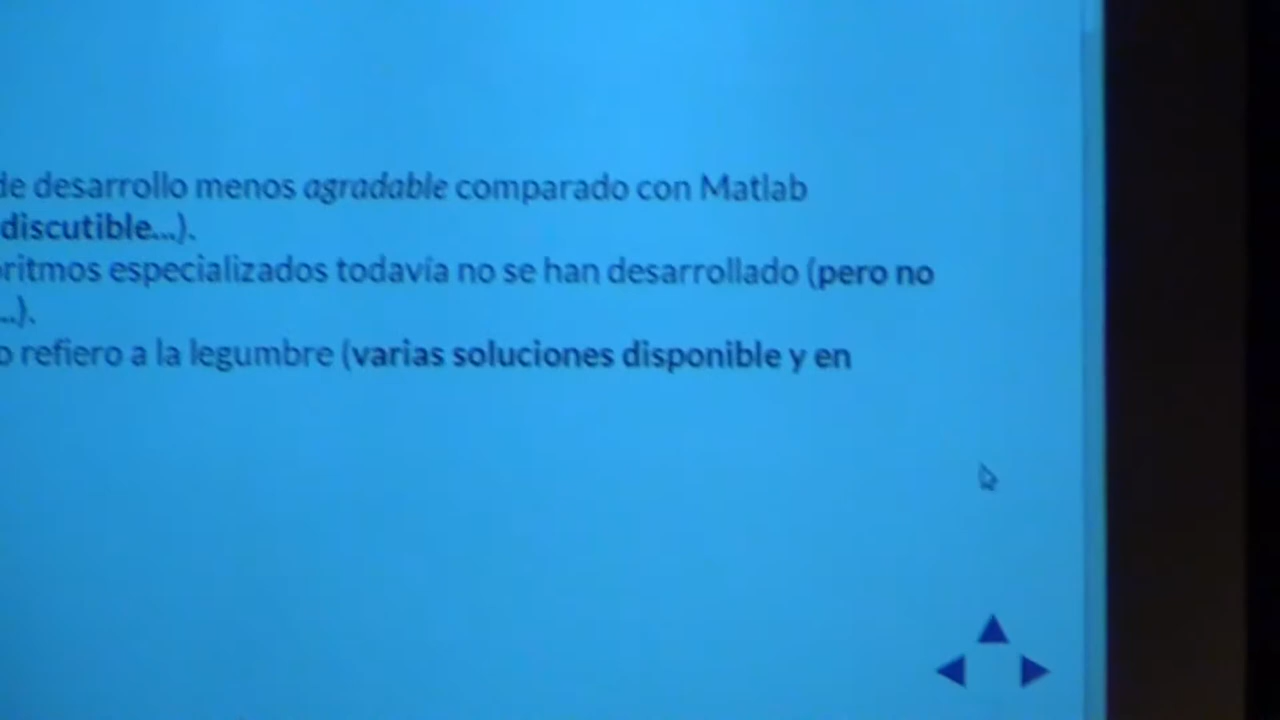 de desarrollo menos agradable comparado con Matlab
discutible...).
ritmos especializados todavía no se han desarrollado (pero no
...).
o refiero a la legumbre (varias soluciones disponible y en